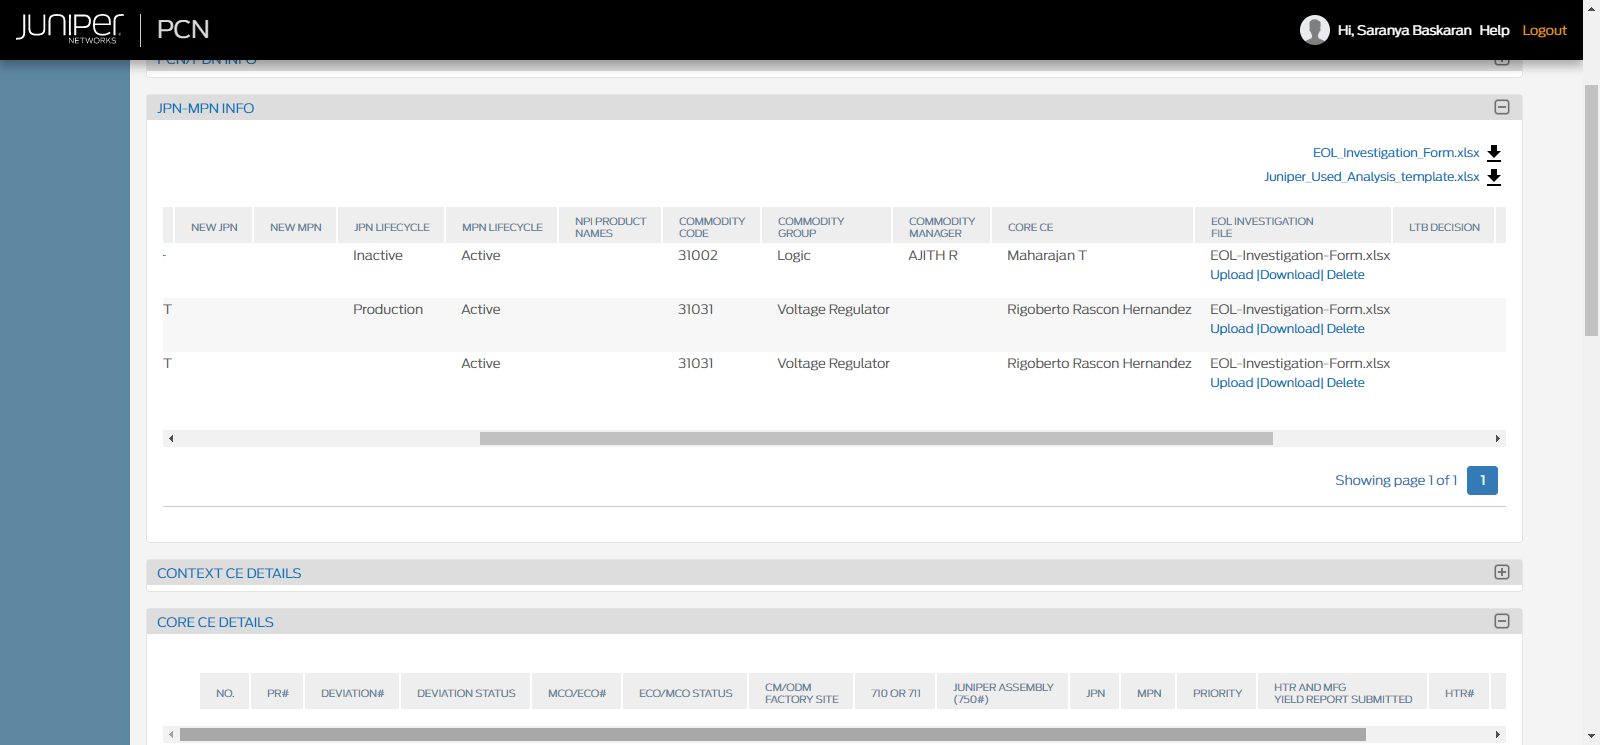 JUNIPEr NETWORKS PCN Hi, Saranya Baskaran Help Logout
PCN/PDN INFO
JPN-MPN INFO
EOL_Investigation_Form.xlsx
Juniper_Used_Analysis_template.xlsx
NEW JPN NEW MPN JPN LIFECYCLE MPN LIFECYCLE NPI PRODUCT NAMES COMMODITY CODE COMMODITY GROUP COMMODITY MANAGER CORE CE EOL INVESTIGATION FILE LTB DECISION
- Inactive Active 31002 Logic AJITH R Maharajan T EOL-Investigation-Form.xlsx
Upload |Download| Delete
T Production Active 31031 Voltage Regulator Rigoberto Rascon Hernandez EOL-Investigation-Form.xlsx
Upload |Download| Delete
T Active 31031 Voltage Regulator Rigoberto Rascon Hernandez EOL-Investigation-Form.xlsx
Upload |Download| Delete
Showing page 1 of 1 1
CONTEXT CE DETAILS
CORE CE DETAILS
NO. PR# DEVIATION# DEVIATION STATUS MCO/ECO# ECO/MCO STATUS CM/ODM FACTORY SITE 710 OR 711 JUNIPER ASSEMBLY (750#) JPN MPN PRIORITY HTR AND MFG YIELD REPORT SUBMITTED HTR#